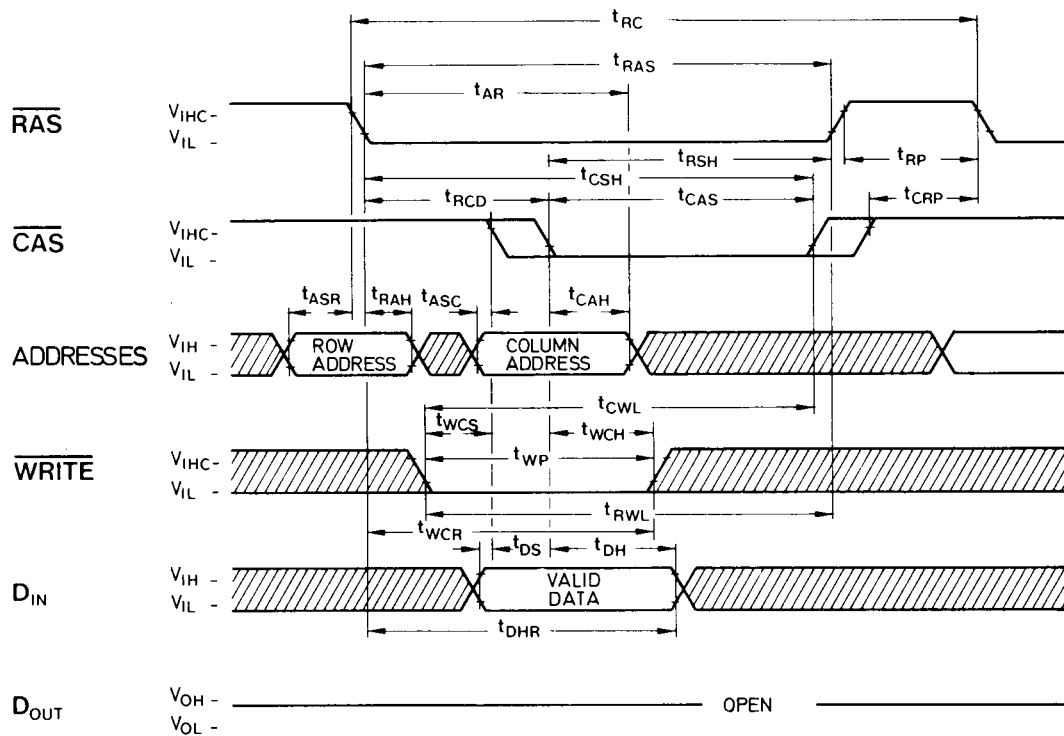 tRC
tRAS
tAR
RAS
VIHC -
VIL -
tRSH
tRP
tCSH
tRCD
tCAS
tCRP
CAS
VIHC -
VIL -
tASR
tRAH
tASC
tCAH
ADDRESSES
VIH -
VIL -
ROW
ADDRESS
COLUMN
ADDRESS
tCWL
tWCS
tWCH
WRITE
VIHC -
VIL -
tWP
tRWL
tWCR
tDS
tDH
DIN
VIH -
VIL -
VALID
DATA
tDHR
DOUT
VOH -
VOL -
OPEN